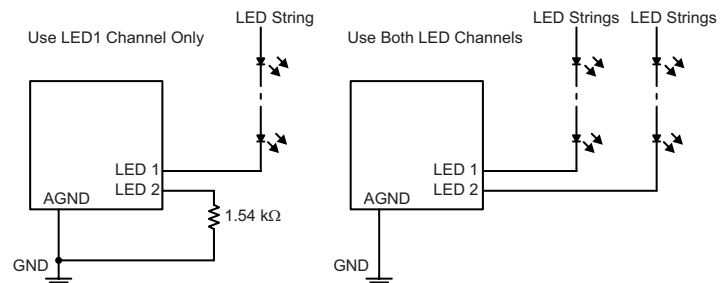 LED String
Use LED1 Channel Only
LED 1
LED 2
AGND
1.54 kΩ
GND
LED Strings LED Strings
Use Both LED Channels
LED 1
LED 2
AGND
GND